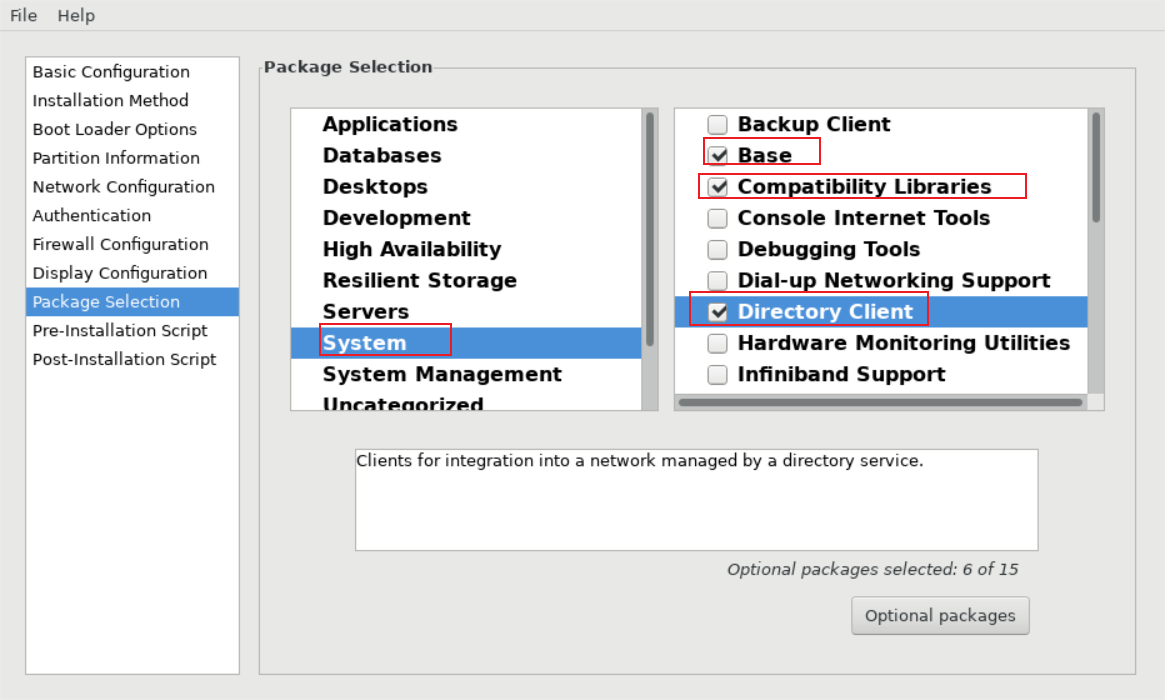 File Help
Basic Configuration
Installation Method
Boot Loader Options
Partition Information
Network Configuration
Authentication
Firewall Configuration
Display Configuration
Package Selection
Pre-Installation Script
Post-Installation Script
Package Selection
Applications
Databases
Desktops
Development
High Availability
Resilient Storage
Servers
System
System Management
Uncategorized
Backup Client
Base
Compatibility Libraries
Console Internet Tools
Debugging Tools
Dial-up Networking Support
Directory Client
Hardware Monitoring Utilities
Infiniband Support
Clients for integration into a network managed by a directory service.
Optional packages selected: 6 of 15
Optional packages